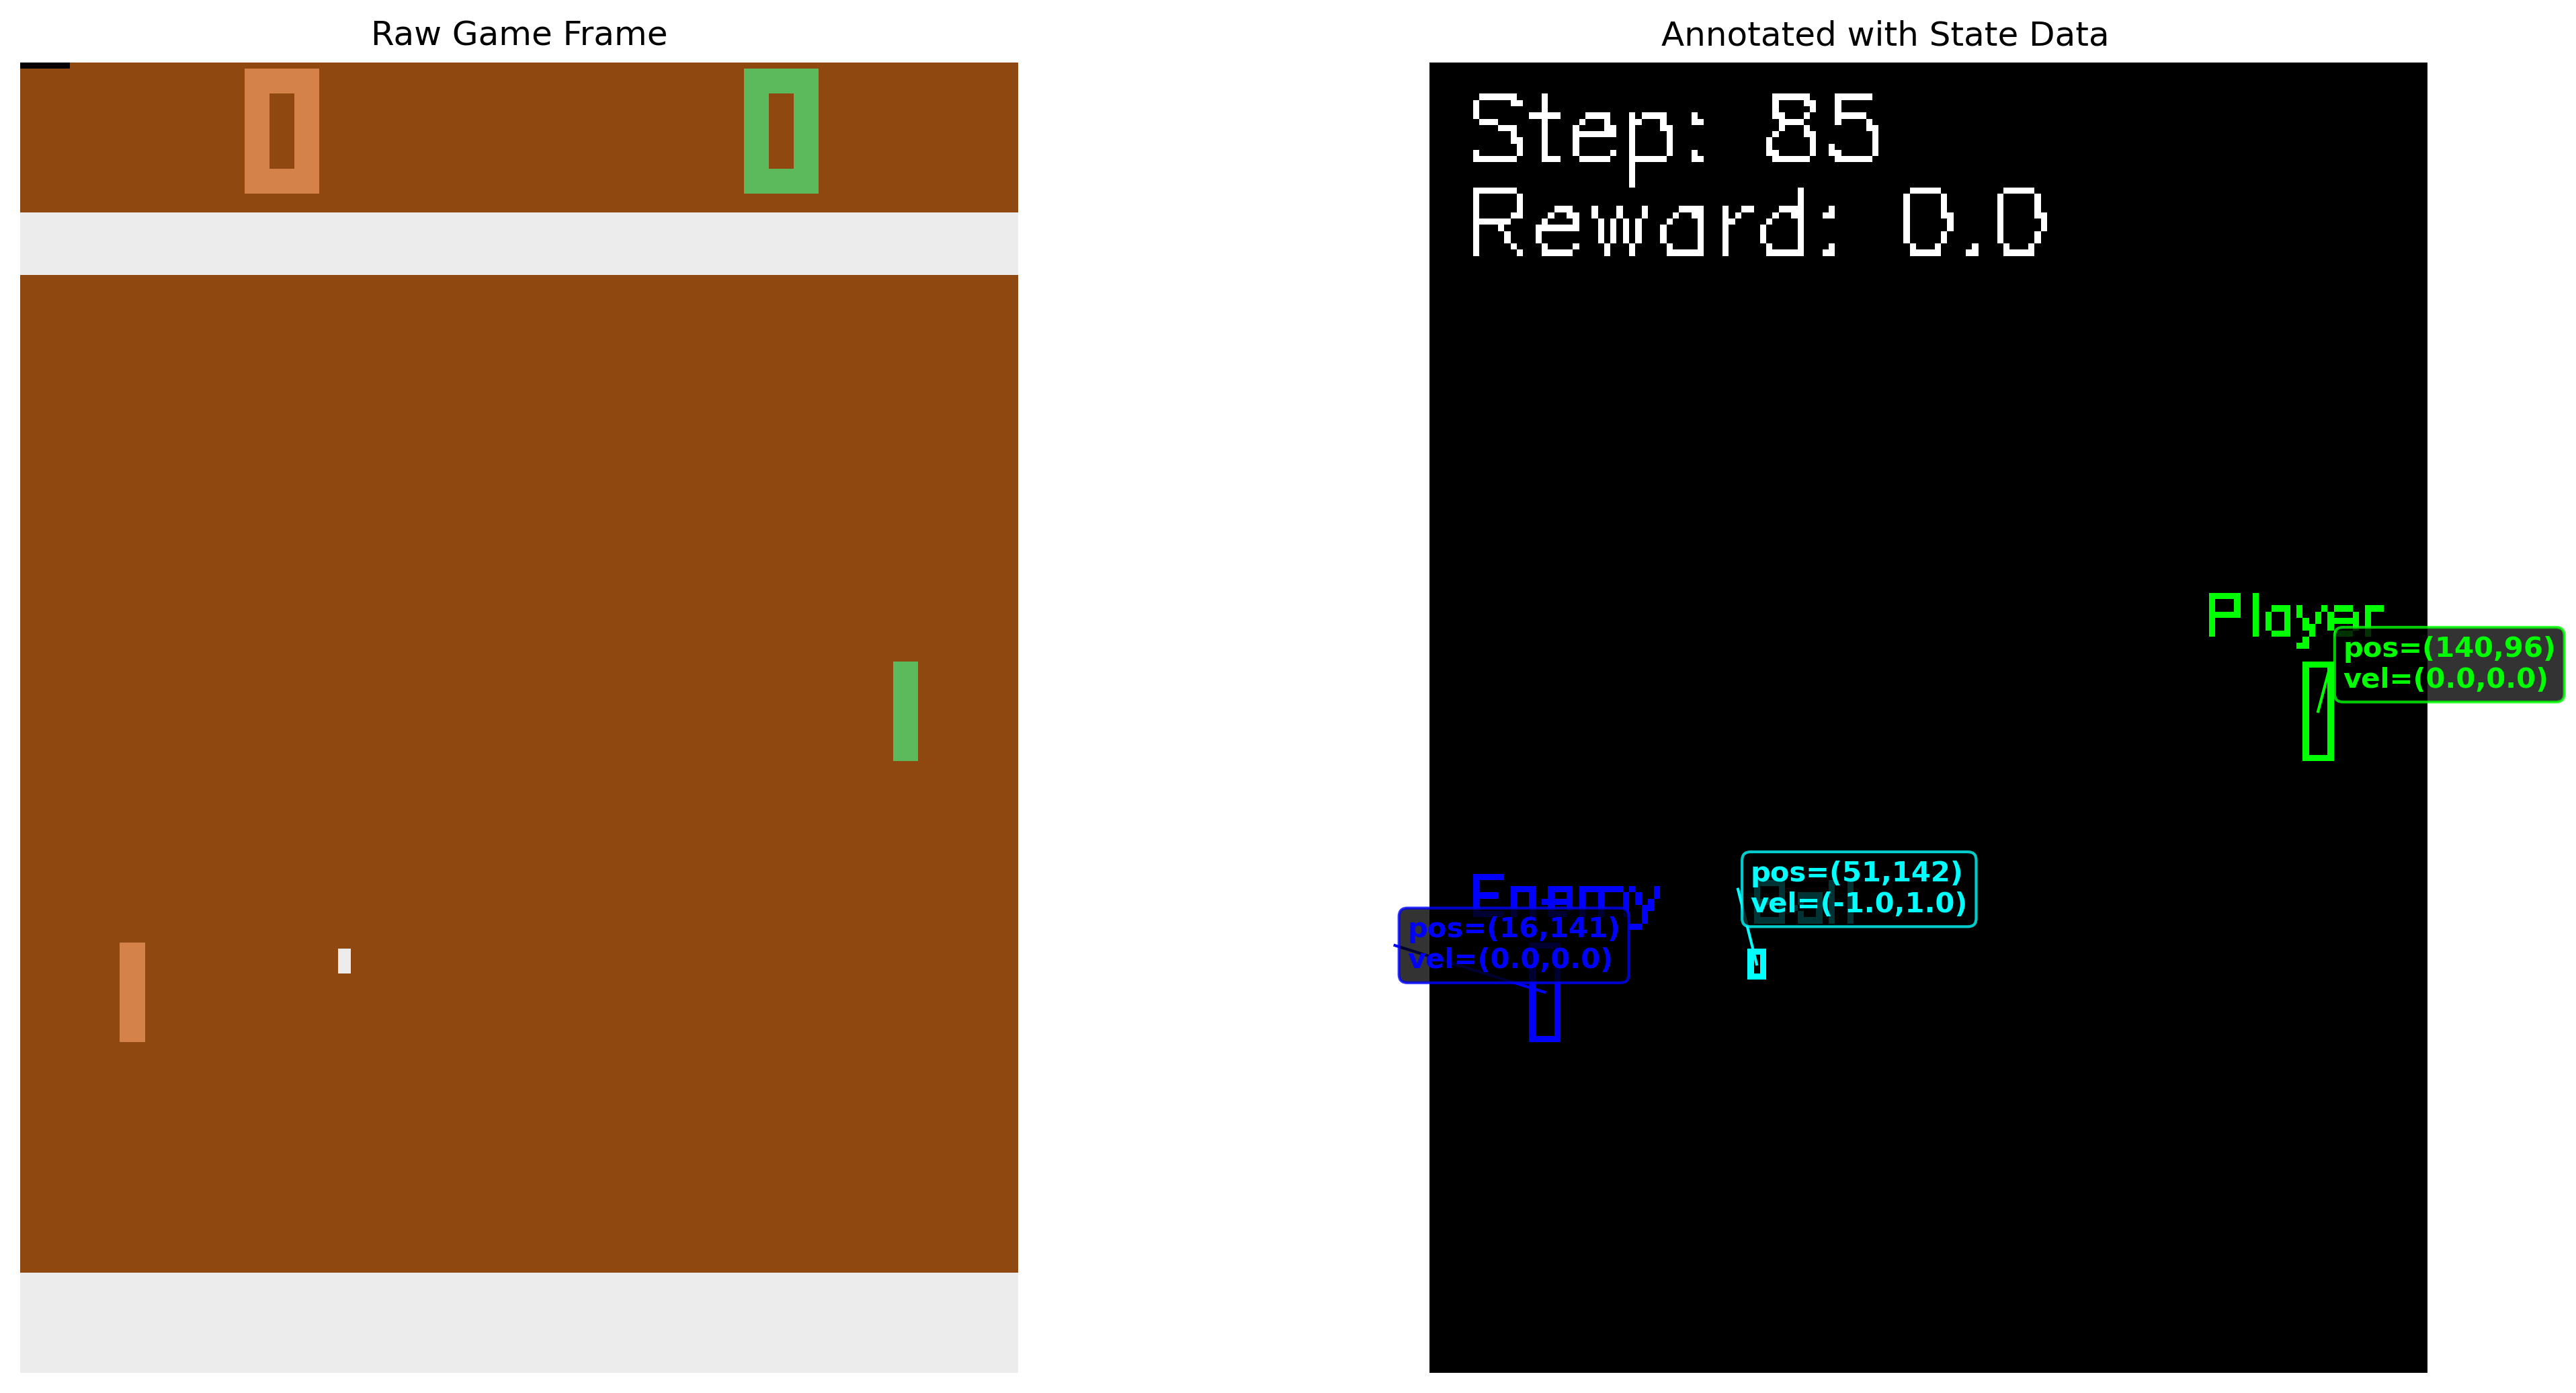 Raw Game Frame
0 0
Annotated with State Data
Step: 85
Reward: 0.0
Player
pos=(140,96)
vel=(0.0,0.0)
Enemy
pos=(16,141)
vel=(0.0,0.0)
pos=(51,142)
vel=(-1.0,1.0)